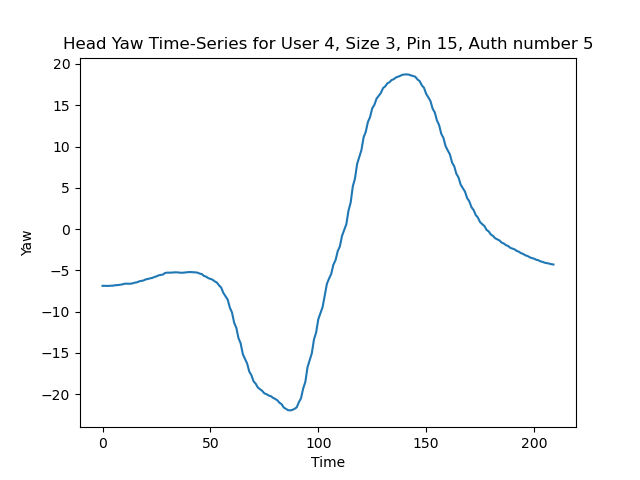 Head Yaw Time-Series for User 4, Size 3, Pin 15, Auth number 5
20
15
10
5
0
−5
−10
−15
−20
Yaw
0 50 100 150 200
Time